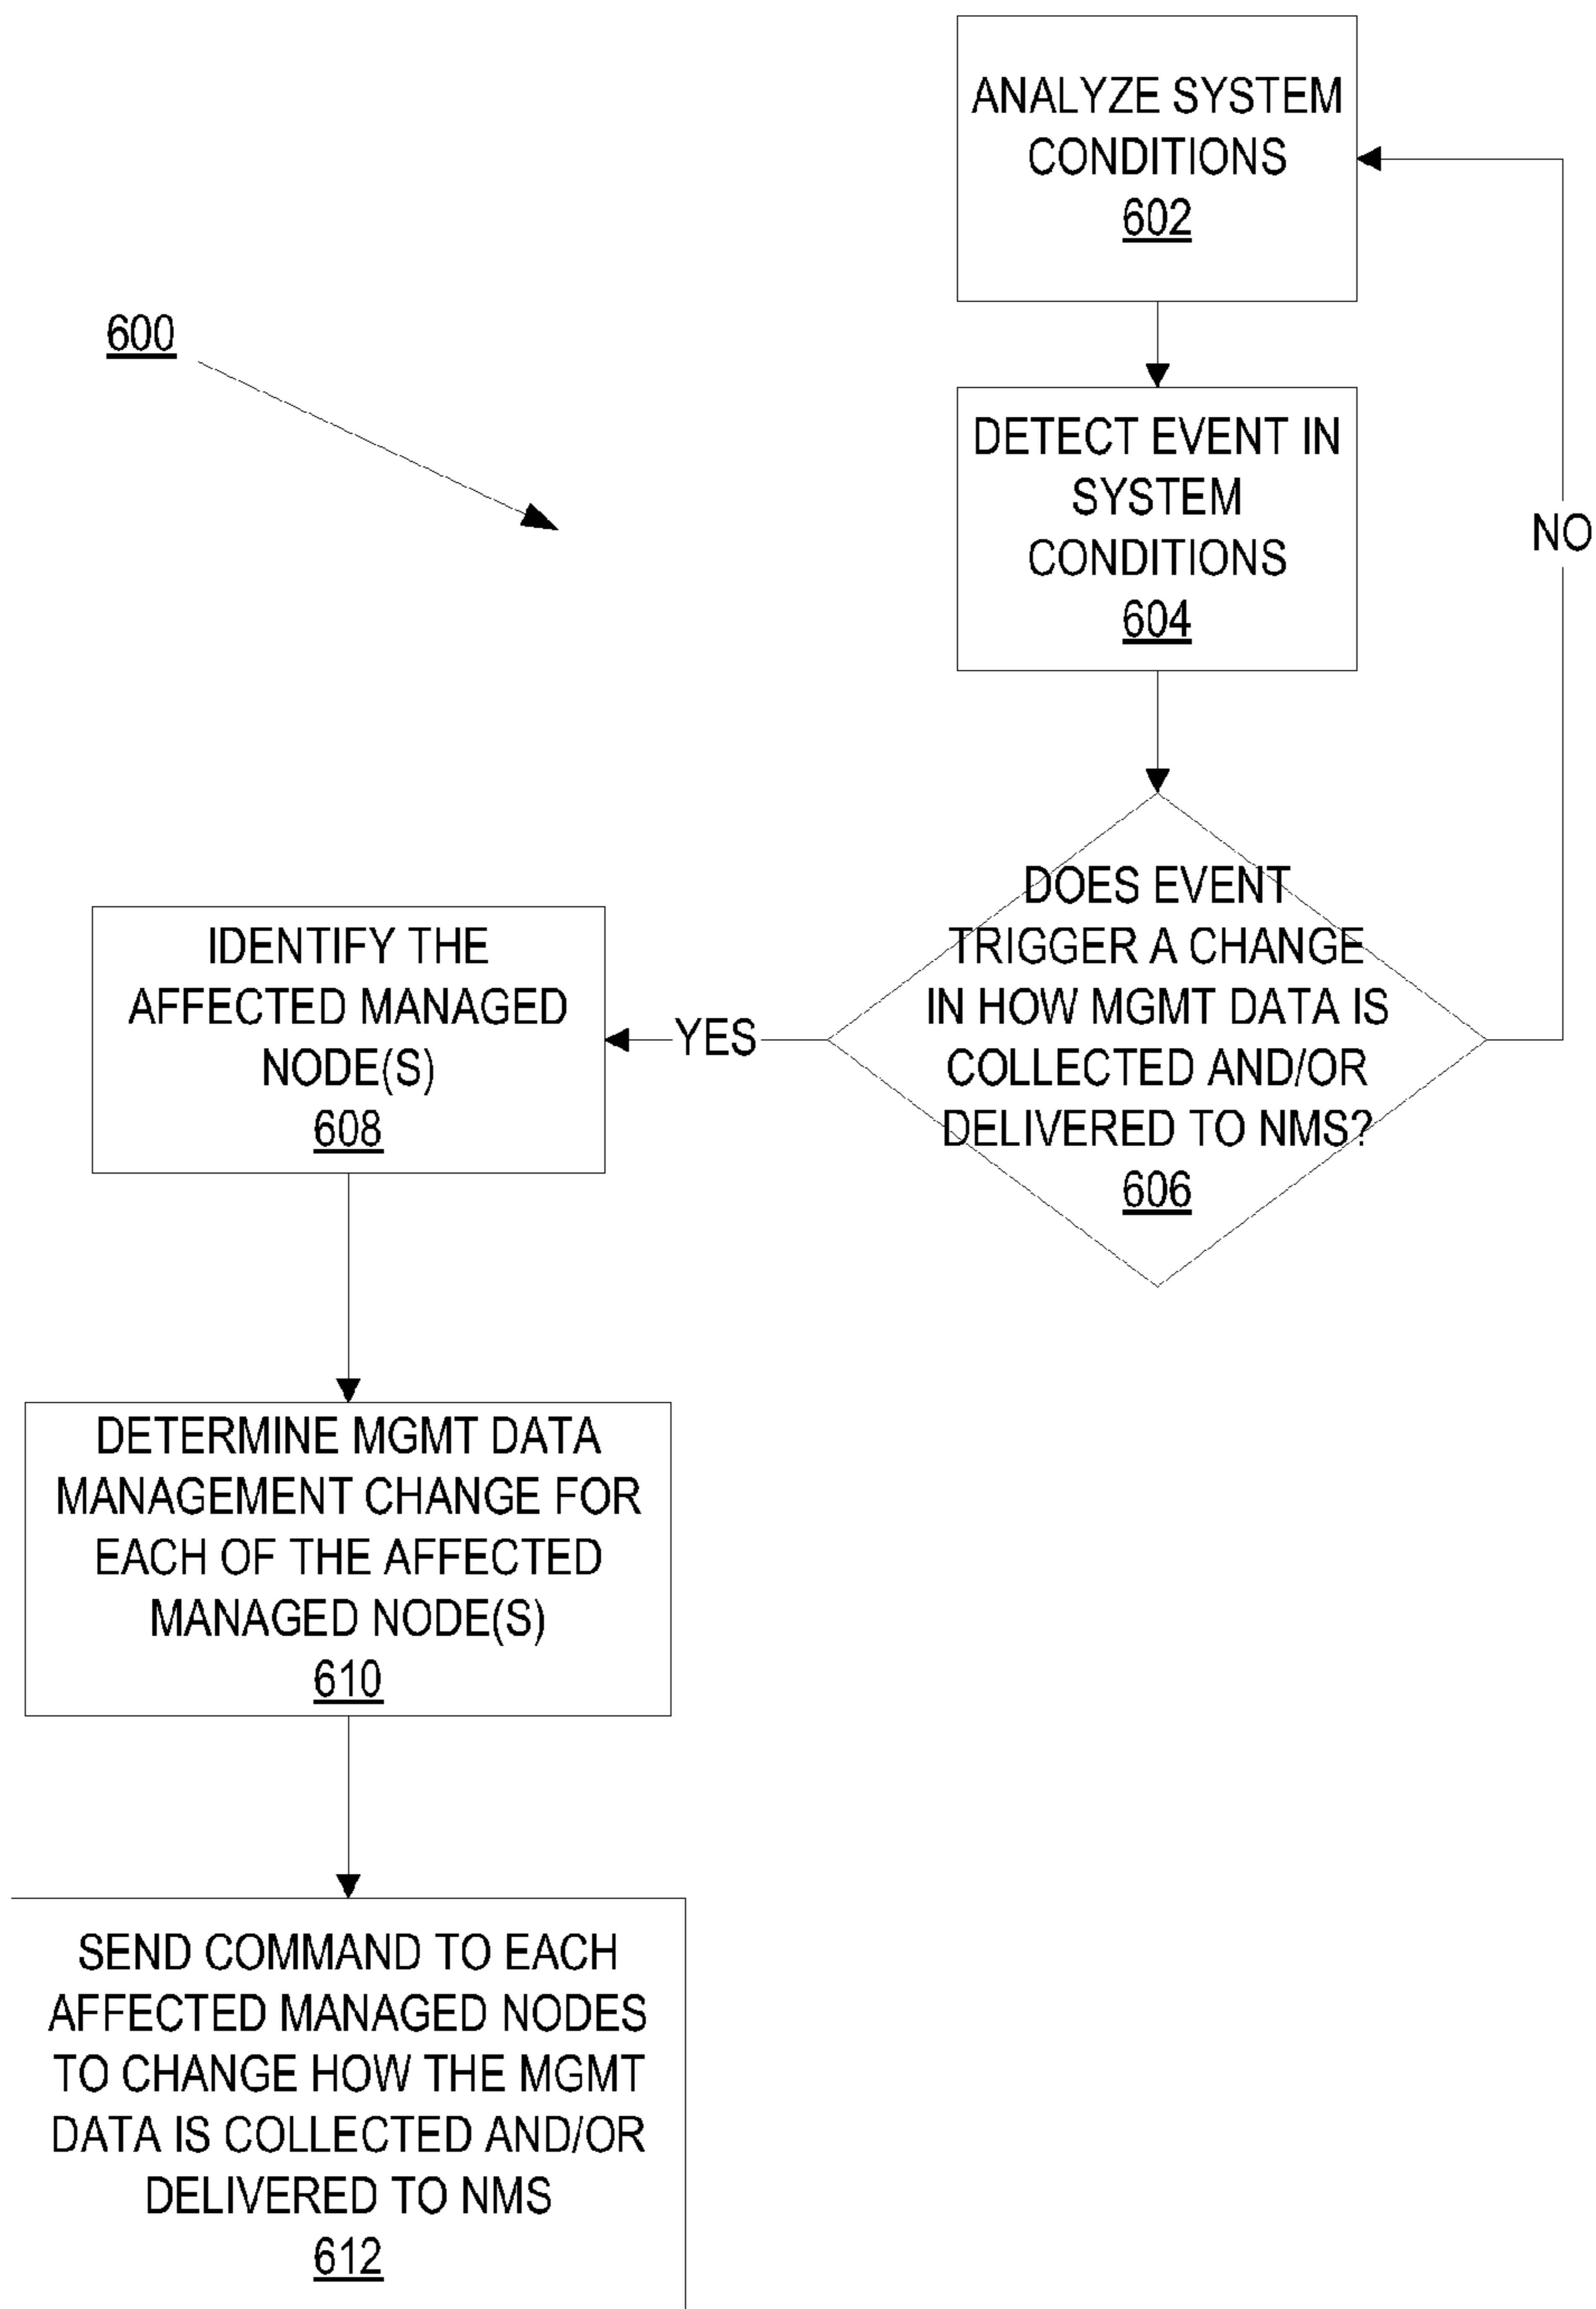 ANALYZE SYSTEM
CONDITIONS
602
600
DETECT EVENT IN
SYSTEM
CONDITIONS
604
NO
DOES EVENT
TRIGGER A CHANGE
IN HOW MGMT DATA IS
COLLECTED AND/OR
DELIVERED TO NMS?
606
YES
IDENTIFY THE
AFFECTED MANAGED
NODE(S)
608
DETERMINE MGMT DATA
MANAGEMENT CHANGE FOR
EACH OF THE AFFECTED
MANAGED NODE(S)
610
SEND COMMAND TO EACH
AFFECTED MANAGED NODES
TO CHANGE HOW THE MGMT
DATA IS COLLECTED AND/OR
DELIVERED TO NMS
612